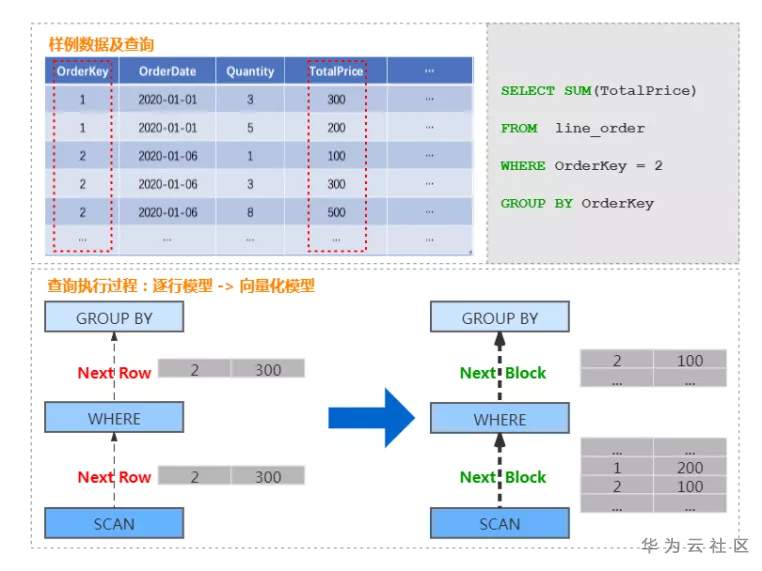 样例数据及查询
OrderKey OrderDate Quantity TotalPrice ...
1 2020-01-01 3 300 ...
1 2020-01-01 5 200 ...
2 2020-01-06 1 100 ...
2 2020-01-06 3 300 ...
2 2020-01-06 8 500 ...
... ... ... ... ...
SELECT SUM(TotalPrice)
FROM line_order
WHERE OrderKey = 2
GROUP BY OrderKey
查询执行过程：逐行模型 -> 向量化模型
GROUP BY
Next Row 2 300
WHERE
Next Row 2 300
SCAN
GROUP BY
Next Block
2 100
... ...
WHERE
Next Block
... ...
1 200
2 100
... ...
SCAN
华为云社区